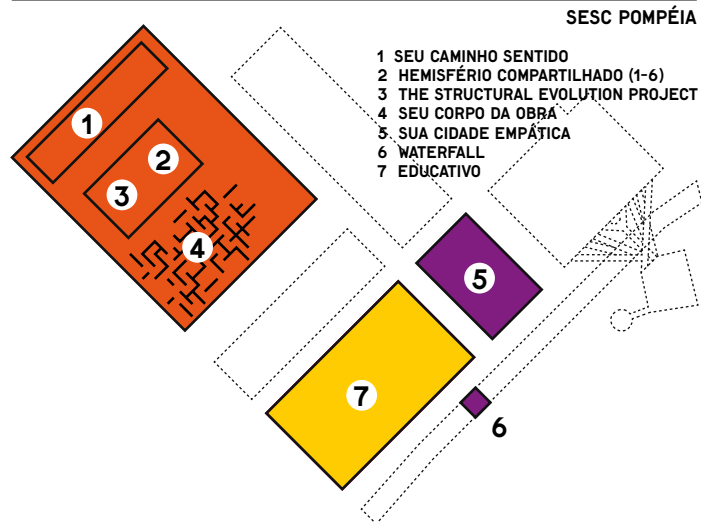 SESC POMPÉIA
1 SEU CAMINHO SENTIDO
2 HEMISFÉRIO COMPARTILHADO (1-6)
3 THE STRUCTURAL EVOLUTION PROJECT
4 SEU CORPO DA OBRA
5 SUA CIDADE EMPÁTICA
6 WATERFALL
7 EDUCATIVO
1
2
3
4
5
7
6